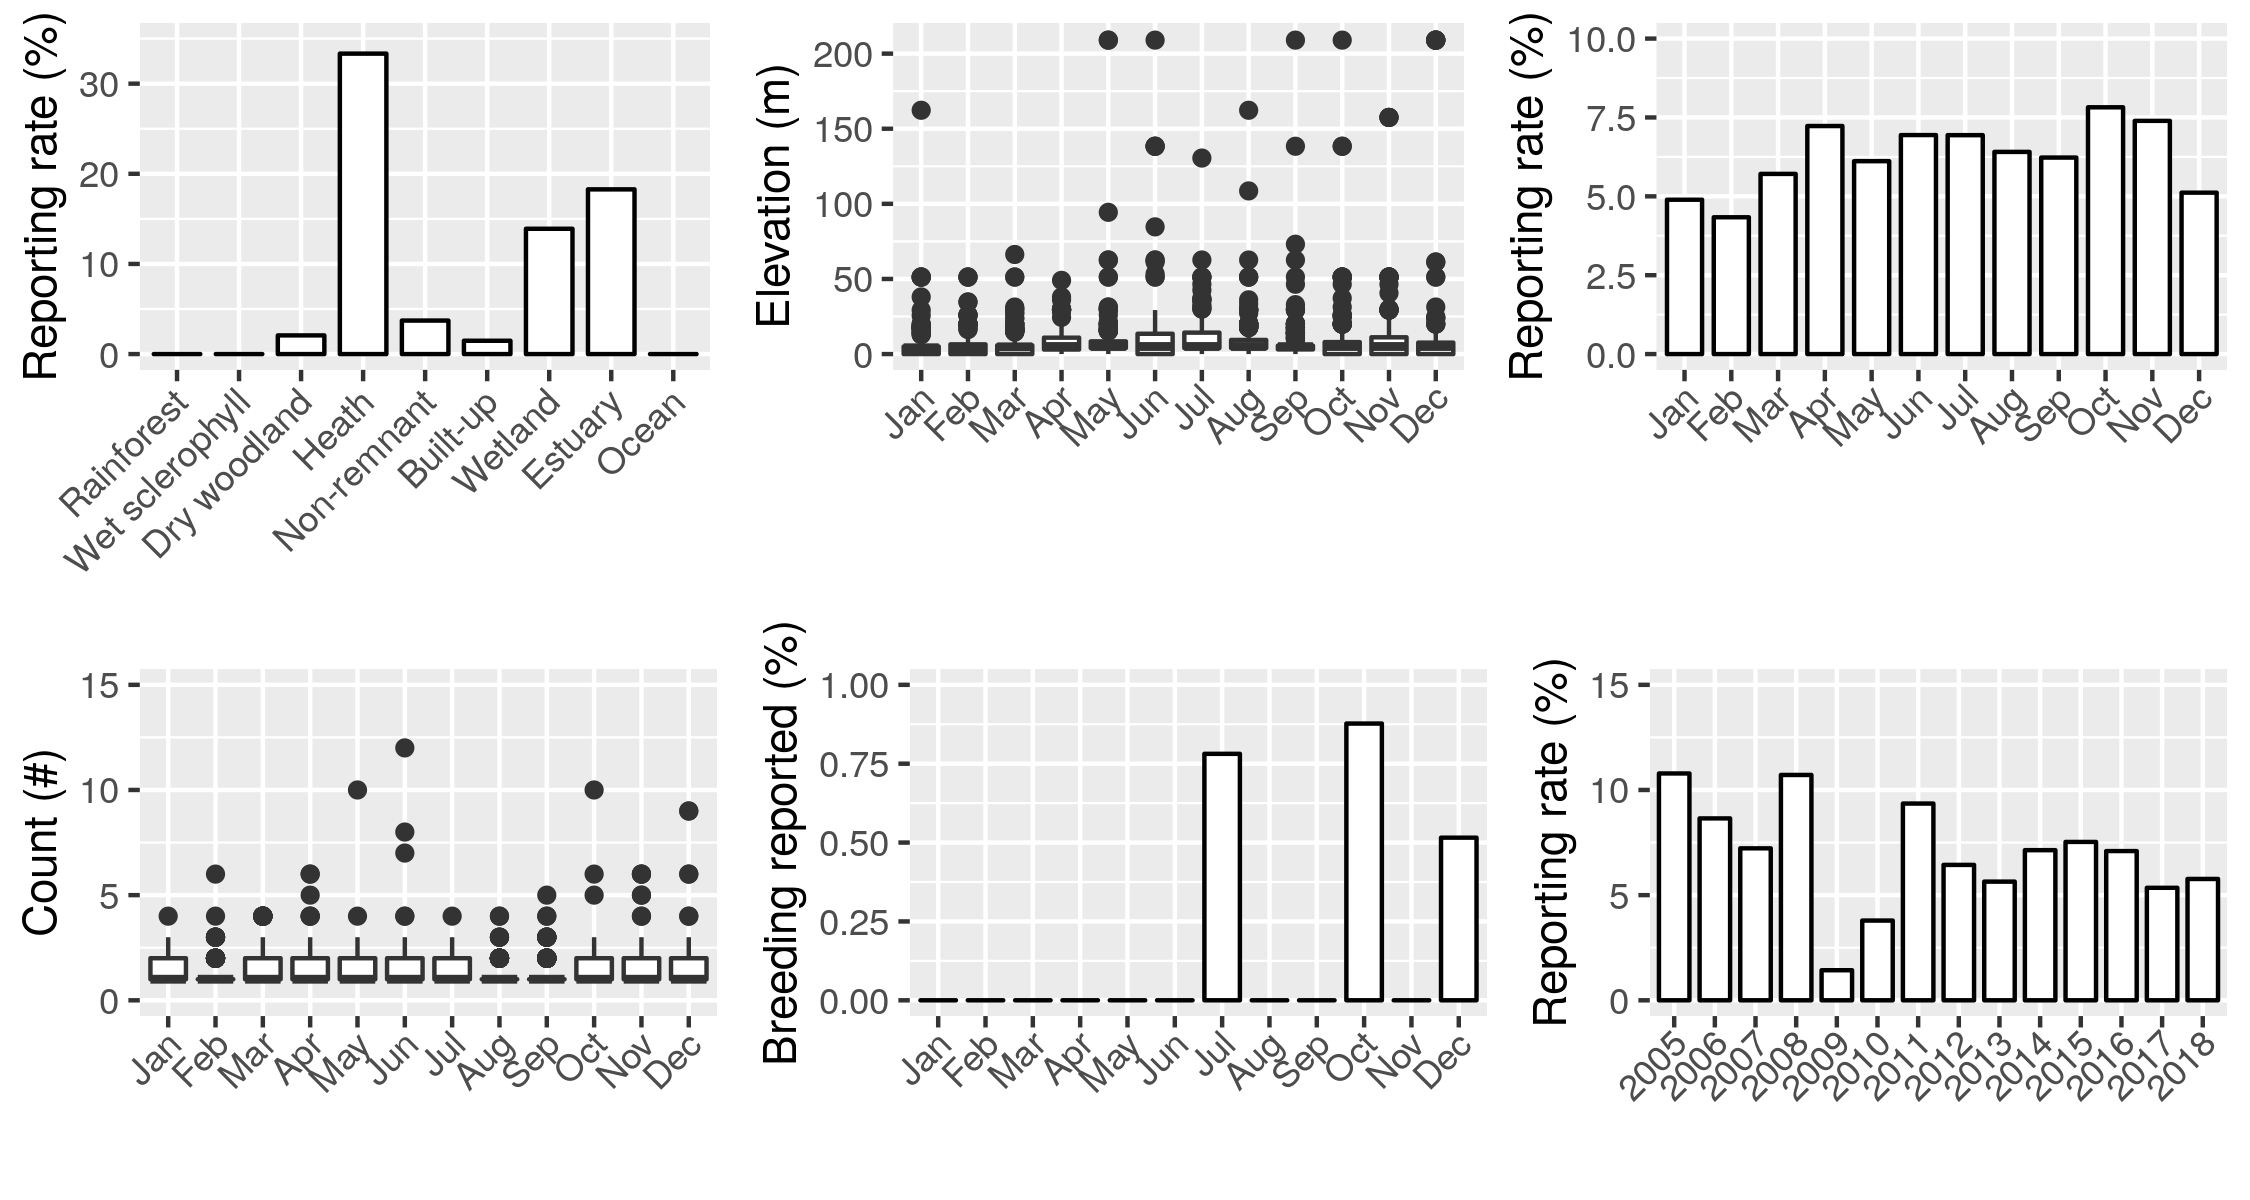 Reporting rate (%)
30
20
10
0
Rainforest
Wet sclerophyll
Dry woodland
Heath
Non-remnant
Built-up
Wetland
Estuary
Ocean
Elevation (m)
200
150
100
50
0
Jan
Feb
Mar
Apr
May
Jun
Jul
Aug
Sep
Oct
Nov
Dec
Reporting rate (%)
10.0
7.5
5.0
2.5
0.0
Jan
Feb
Mar
Apr
May
Jun
Jul
Aug
Sep
Oct
Nov
Dec
Count (#)
15
10
5
0
Jan
Feb
Mar
Apr
May
Jun
Jul
Aug
Sep
Oct
Nov
Dec
Breeding reported (%)
1.00
0.75
0.50
0.25
0.00
Jan
Feb
Mar
Apr
May
Jun
Jul
Aug
Sep
Oct
Nov
Dec
Reporting rate (%)
15
10
5
0
2005
2006
2007
2008
2009
2010
2011
2012
2013
2014
2015
2016
2017
2018